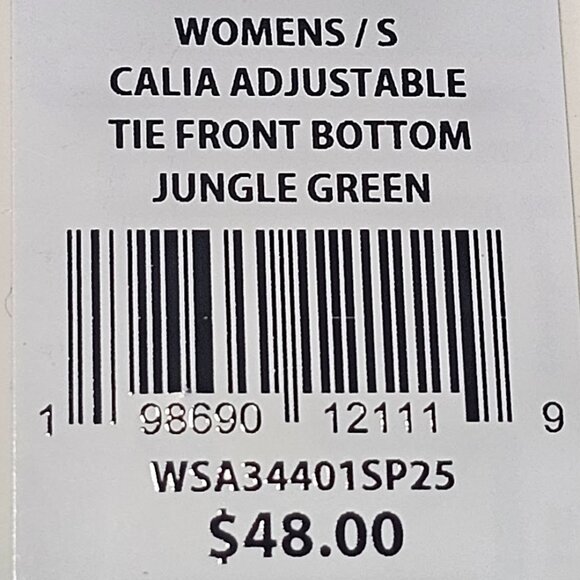 WOMENS / S
CALIA ADJUSTABLE
TIE FRONT BOTTOM
JUNGLE GREEN
1 98690 12111 9
WSA34401SP25
$48.00